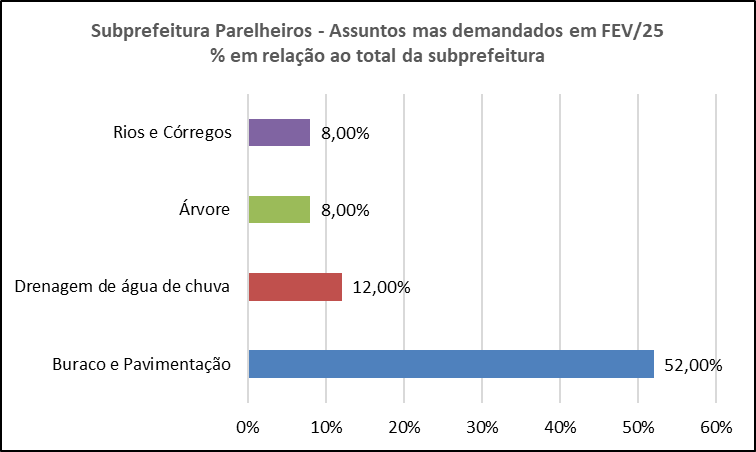 Subprefeitura Parelheiros - Assuntos mas demandados em FEV/25
% em relação ao total da subprefeitura
Rios e Córregos 8,00%
Árvore 8,00%
Drenagem de água de chuva 12,00%
Buraco e Pavimentação 52,00%
0% 10% 20% 30% 40% 50% 60%